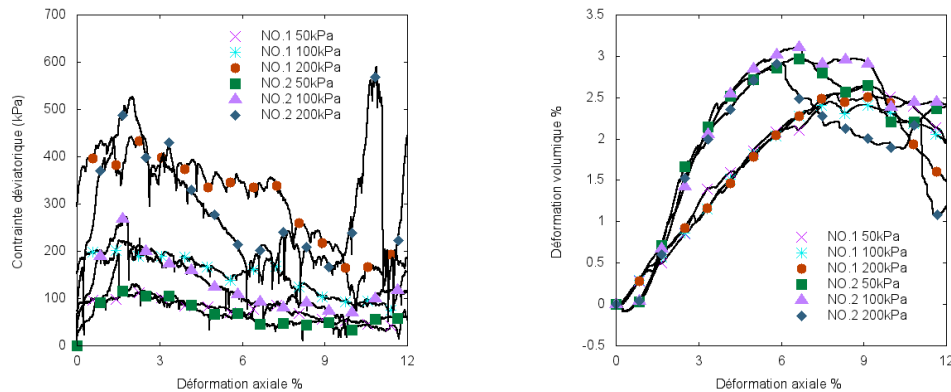 700
600
500
400
300
200
100
0
Contrainte déviatorique (kPa)
NO.1 50kPa
NO.1 100kPa
NO.1 200kPa
NO.2 50kPa
NO.2 100kPa
NO.2 200kPa
0 3 6 9 12
Déformation axiale %
3.5
3
2.5
2
1.5
1
0.5
0
-0.5
Déformation volumique %
NO.1 50kPa
NO.1 100kPa
NO.1 200kPa
NO.2 50kPa
NO.2 100kPa
NO.2 200kPa
0 3 6 9 12
Déformation axiale %